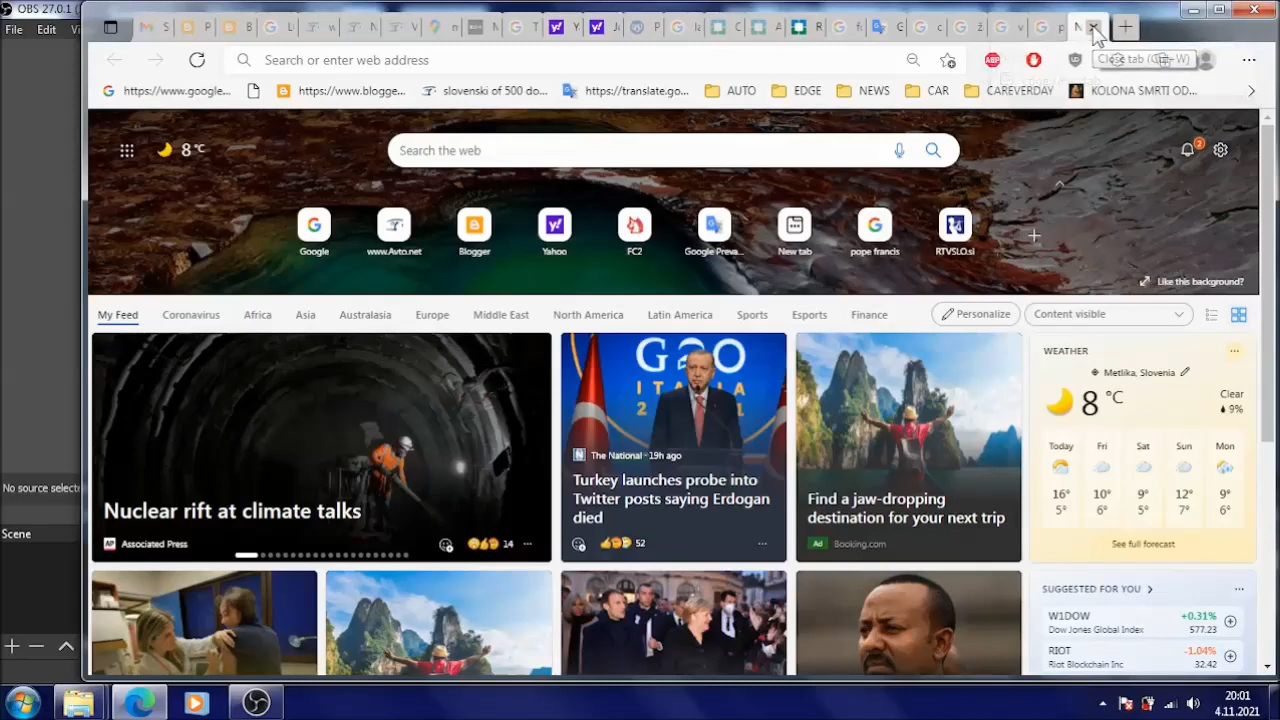 OBS 27.0.1 (
File Edit Vi
Search or enter web address
ABP
Close tab (Ctrl+W)
https://www.google...
https://www.blogge...
slovenski of 500 do...
https://translate.go...
AUTO
EDGE
NEWS
CAR
CAREVERDAY
KOLONA SMRTI OD...
8 °C
Search the web
2
Google
www.Avto.net
Blogger
Yahoo
FC2
Google Preva...
New tab
pope francis
RTVSLO.si
Like this background?
My Feed
Coronavirus
Africa
Asia
Australasia
Europe
Middle East
North America
Latin America
Sports
Esports
Finance
Personalize
Content visible
Nuclear rift at climate talks
AP Associated Press
14
G20
ITALIA
The National · 19h ago
Turkey launches probe into
Twitter posts saying Erdogan
died
52
Find a jaw-dropping
destination for your next trip
Ad Booking.com
WEATHER
Metlika, Slovenia
8 °C
Clear
9%
Today Fri Sat Sun Mon
16° 10° 9° 12° 9°
5° 6° 5° 7° 6°
See full forecast
SUGGESTED FOR YOU
W1DOW +0.31%
Dow Jones Global Index 577.23
RIOT -1.04%
Riot Blockchain Inc 32.42
No source selecte
Scene
20:01
4.11.2021